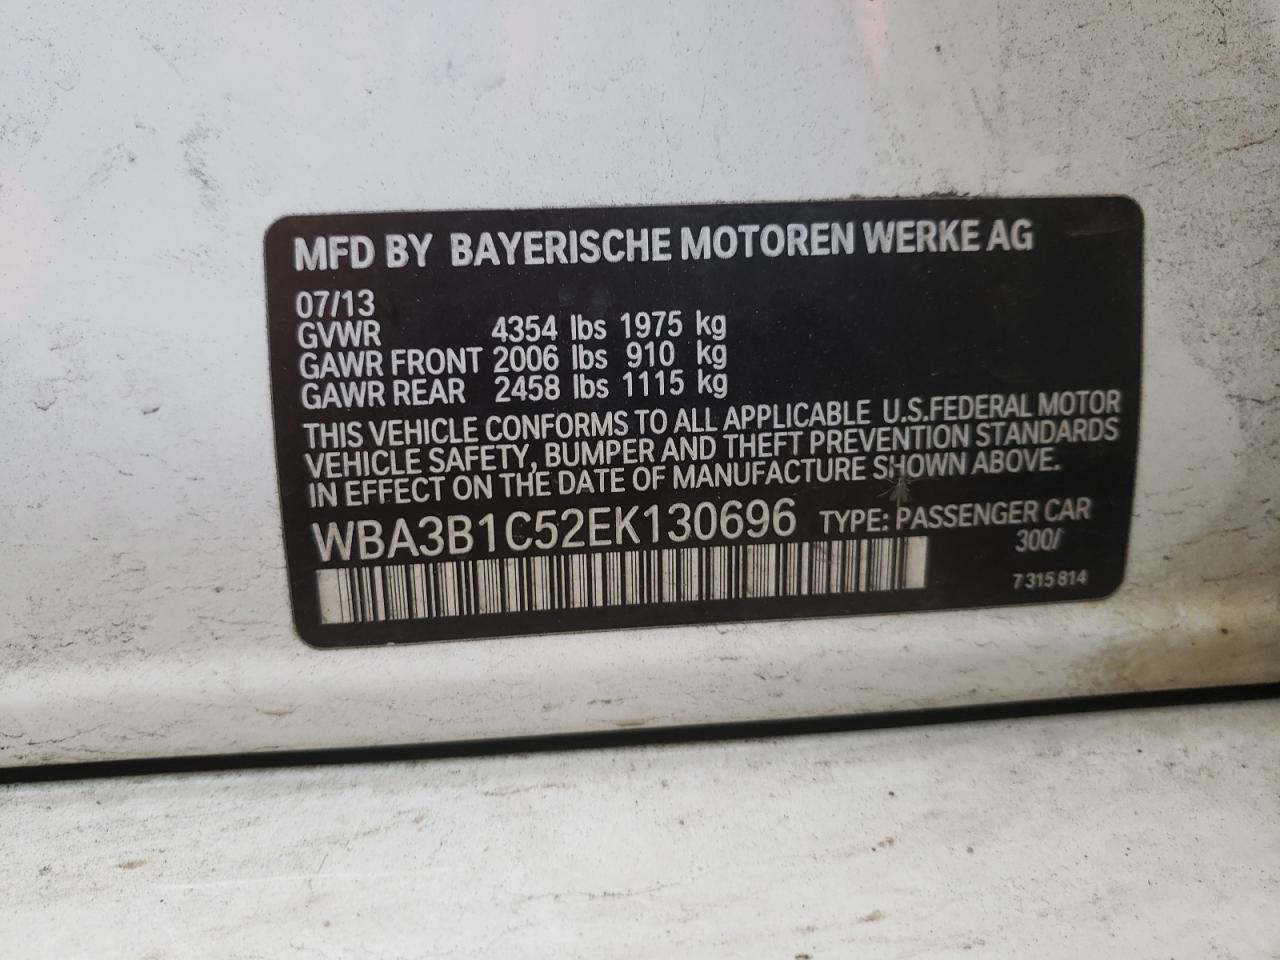 MFD BY BAYERISCHE MOTOREN WERKE AG
07/13
GVWR 4354 lbs 1975 kg
GAWR FRONT 2006 lbs 910 kg
GAWR REAR 2458 lbs 1115 kg
THIS VEHICLE CONFORMS TO ALL APPLICABLE U.S.FEDERAL MOTOR
VEHICLE SAFETY, BUMPER AND THEFT PREVENTION STANDARDS
IN EFFECT ON THE DATE OF MANUFACTURE SHOWN ABOVE.
WBA3B1C52EK130696 TYPE: PASSENGER CAR
300/
7 315 814